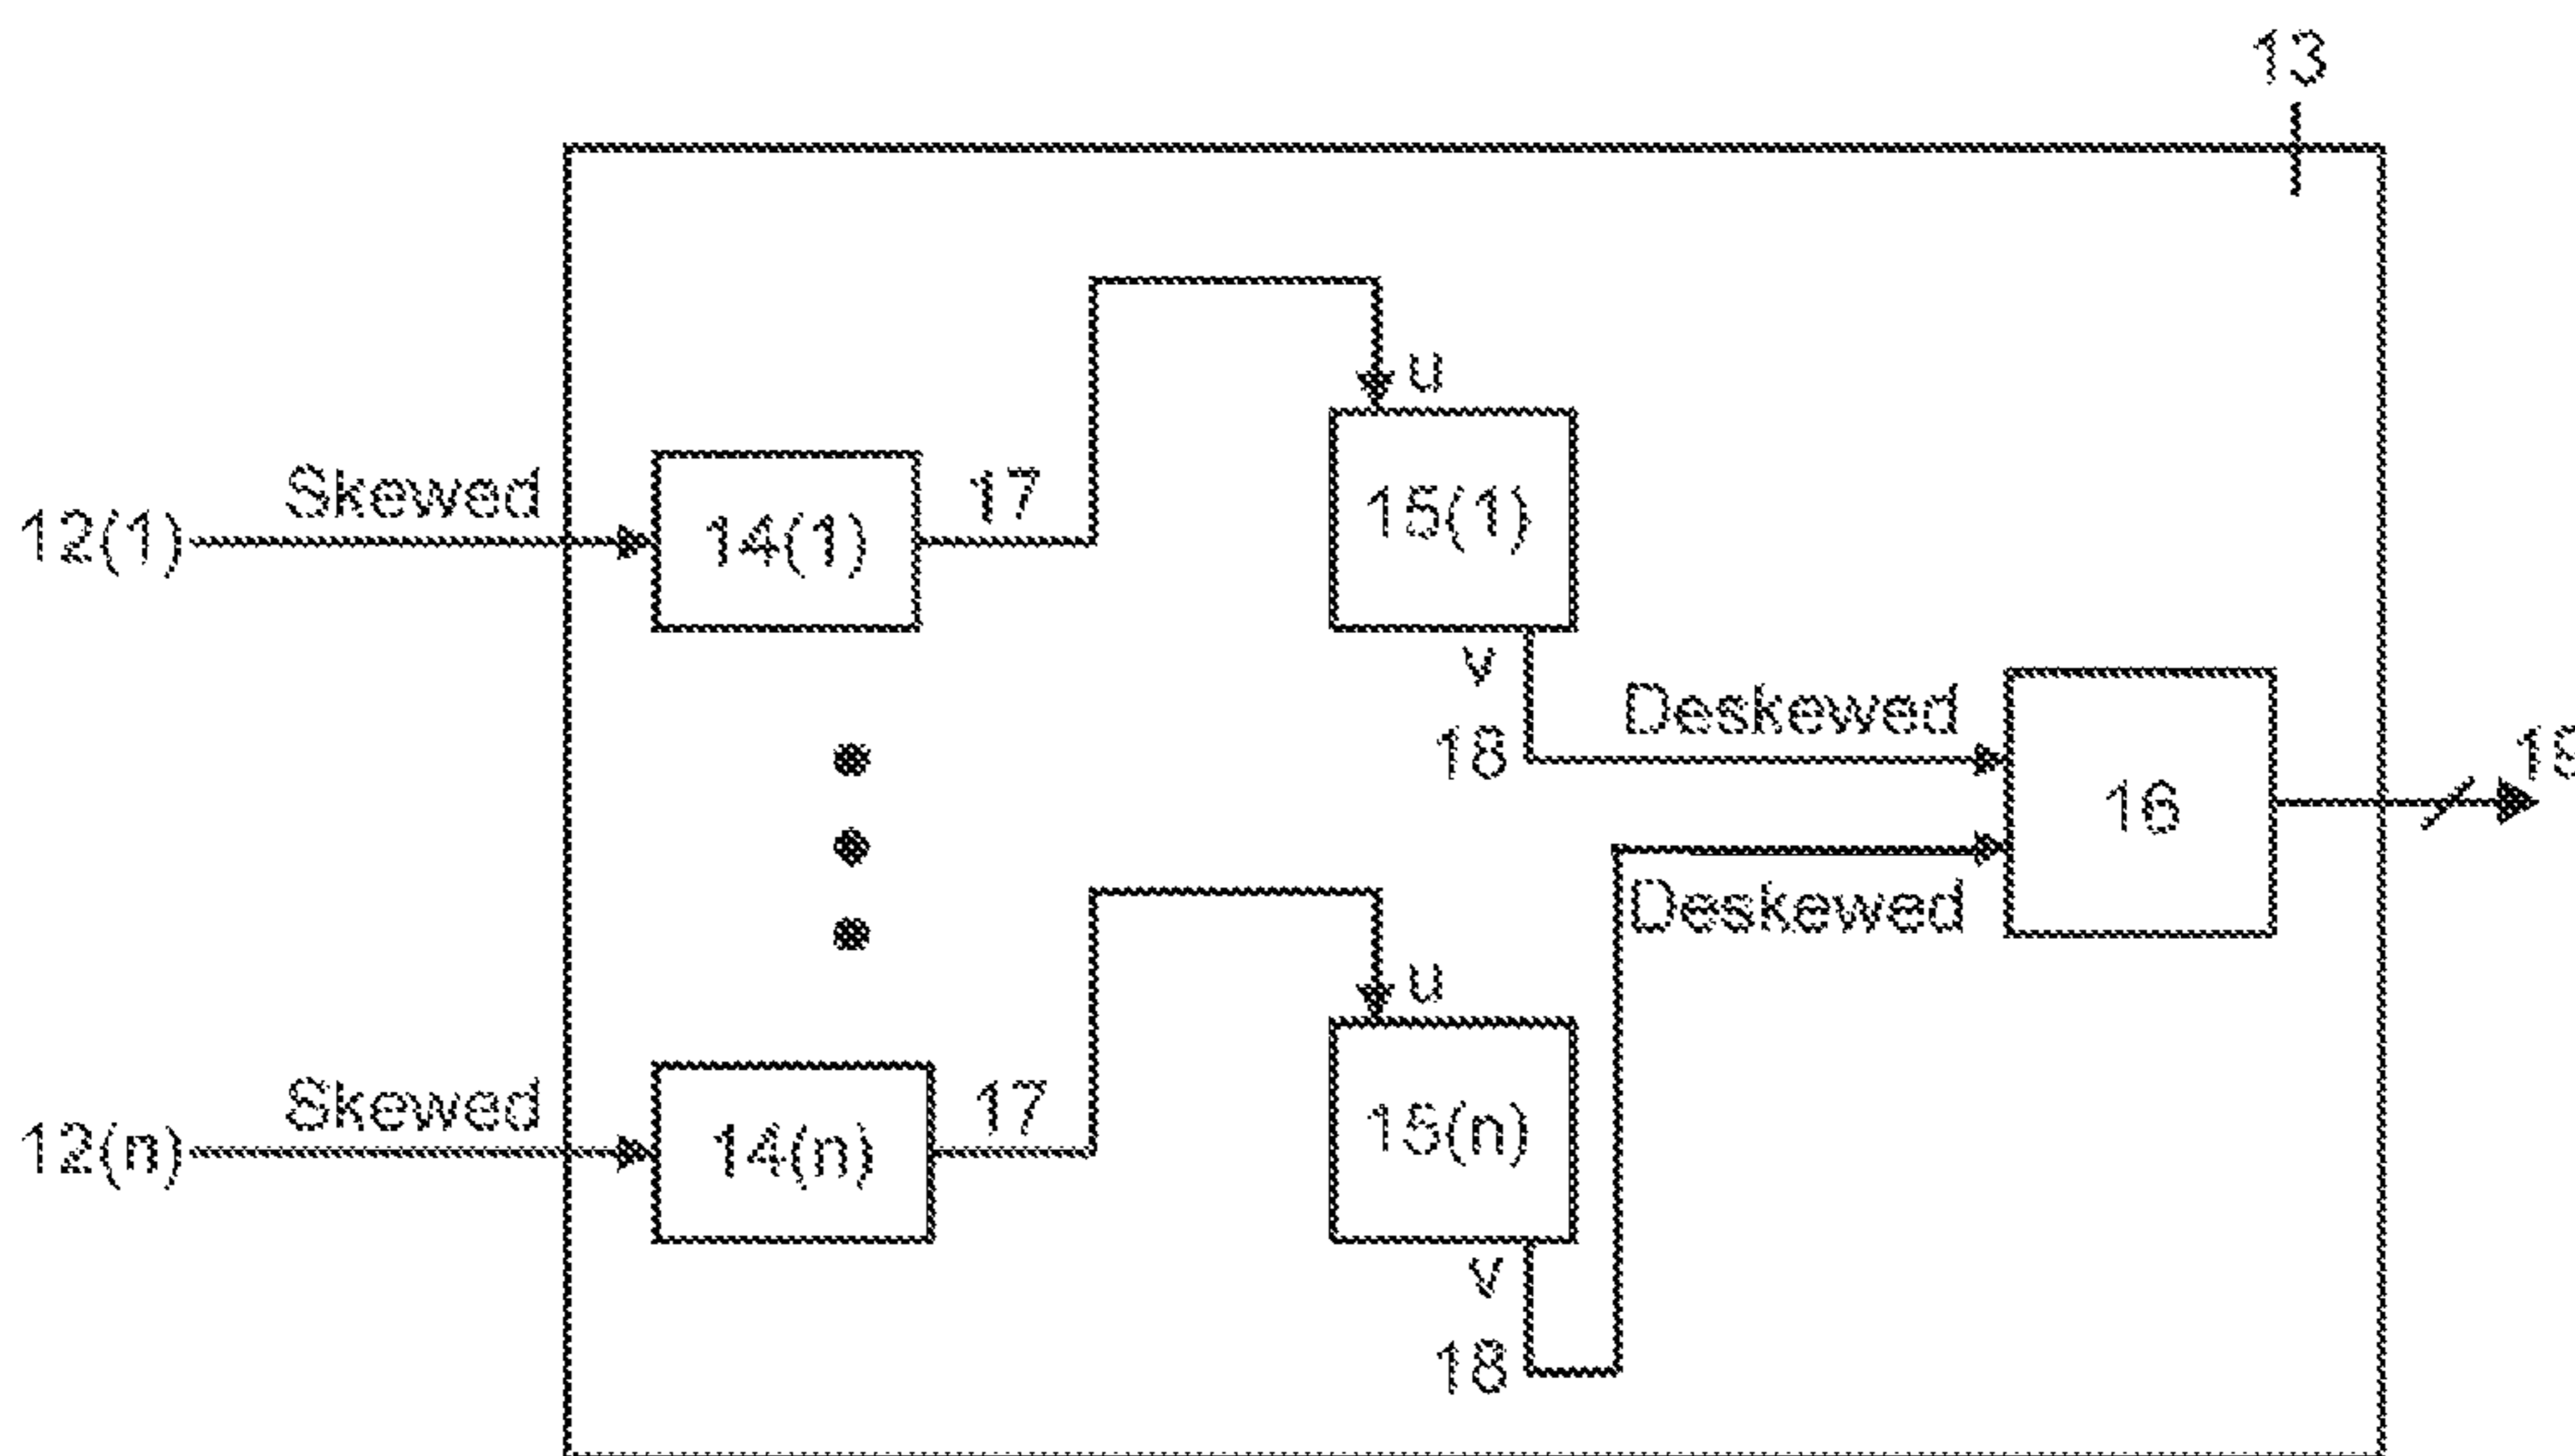 13
u
Skewed
17
12(1)
14(1)
15(1)
v
Deskewed
18
16
Deskewed
u
Skewed
17
12(n)
14(n)
15(n)
v
18